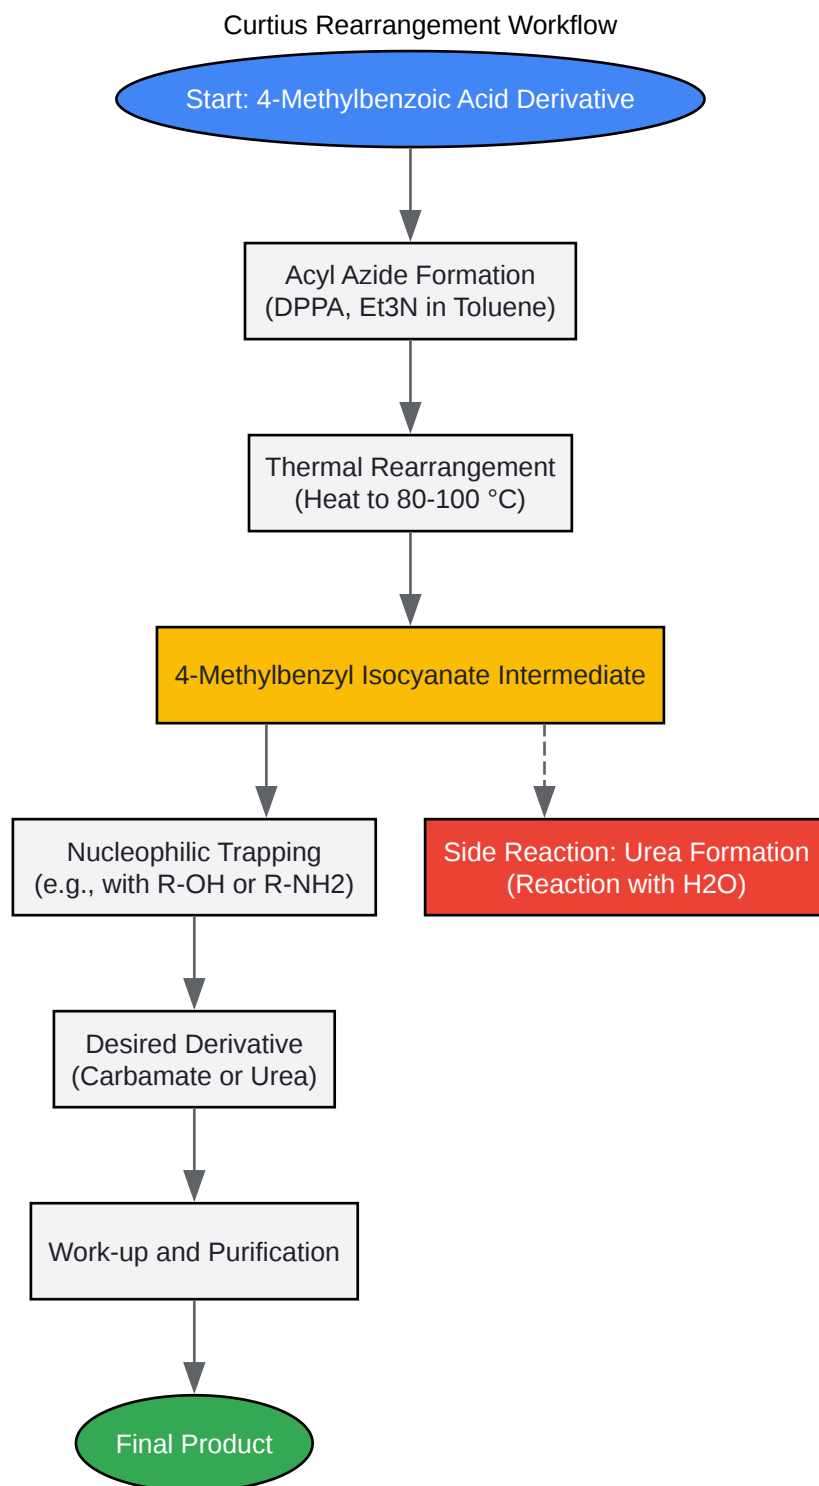 Curtius Rearrangement Workflow
Start: 4-Methylbenzoic Acid Derivative
Acyl Azide Formation
(DPPA, Et3N in Toluene)
Thermal Rearrangement
(Heat to 80-100 °C)
4-Methylbenzyl Isocyanate Intermediate
Nucleophilic Trapping
(e.g., with R-OH or R-NH2)
Side Reaction: Urea Formation
(Reaction with H2O)
Desired Derivative
(Carbamate or Urea)
Work-up and Purification
Final Product